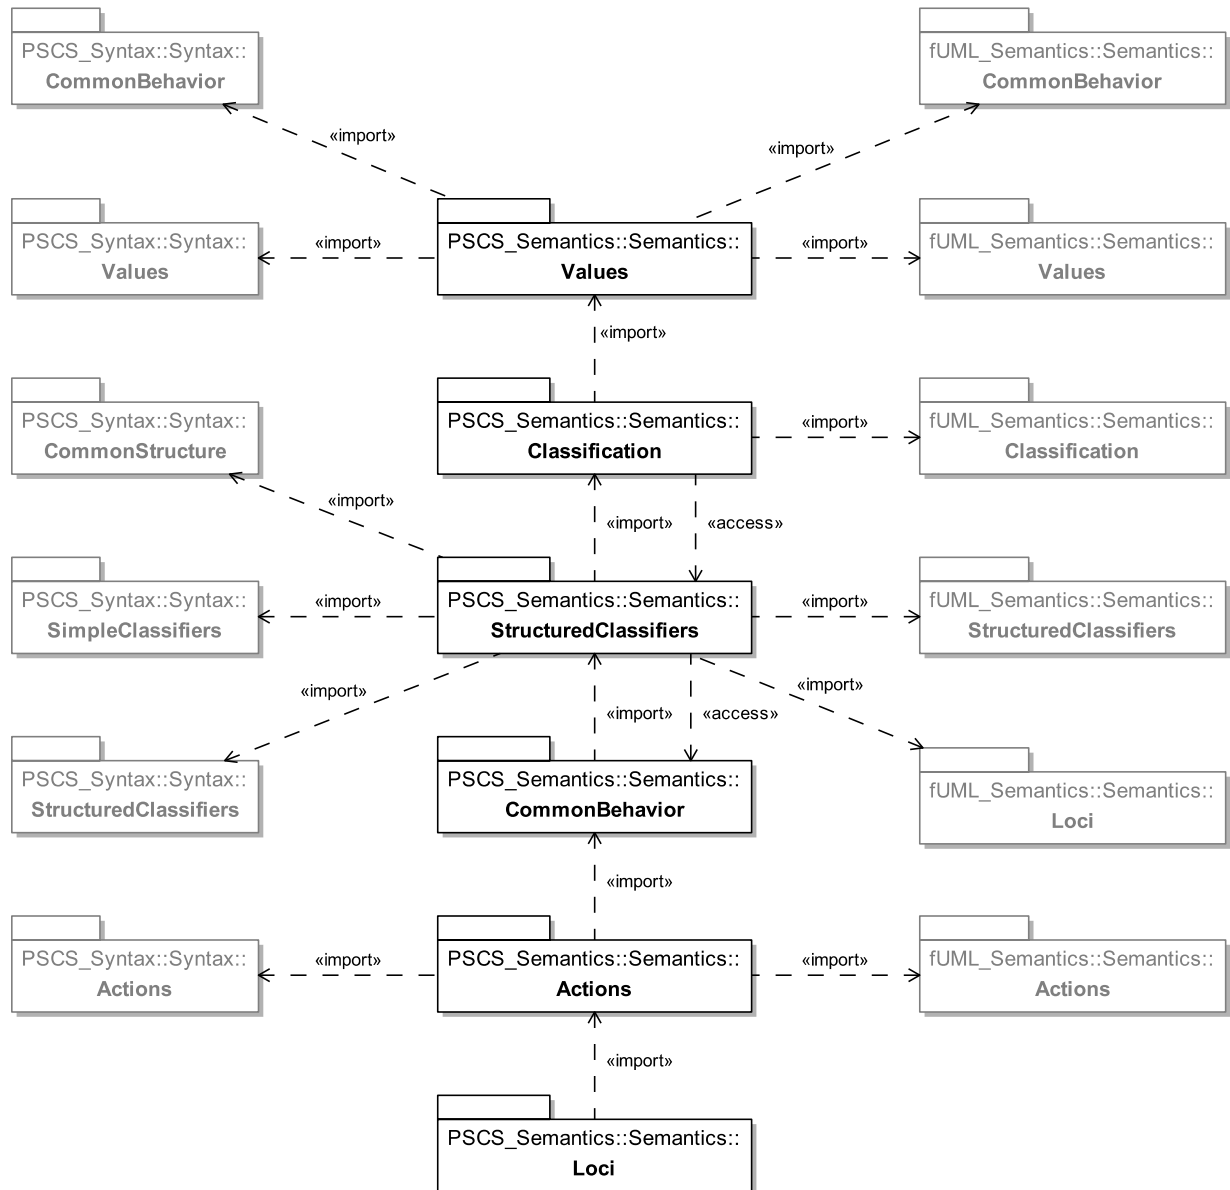 PSCS_Syntax::Syntax::
CommonBehavior
fUML_Semantics::Semantics::
CommonBehavior
«import»
«import»
PSCS_Syntax::Syntax::
Values
«import»
PSCS_Semantics::Semantics::
Values
«import»
fUML_Semantics::Semantics::
Values
«import»
PSCS_Syntax::Syntax::
CommonStructure
PSCS_Semantics::Semantics::
Classification
«import»
fUML_Semantics::Semantics::
Classification
«import»
«import»
«access»
PSCS_Syntax::Syntax::
SimpleClassifiers
«import»
PSCS_Semantics::Semantics::
StructuredClassifiers
«import»
fUML_Semantics::Semantics::
StructuredClassifiers
«import»
«import»
«access»
«import»
PSCS_Syntax::Syntax::
StructuredClassifiers
PSCS_Semantics::Semantics::
CommonBehavior
fUML_Semantics::Semantics::
Loci
«import»
PSCS_Syntax::Syntax::
Actions
«import»
PSCS_Semantics::Semantics::
Actions
«import»
fUML_Semantics::Semantics::
Actions
«import»
PSCS_Semantics::Semantics::
Loci